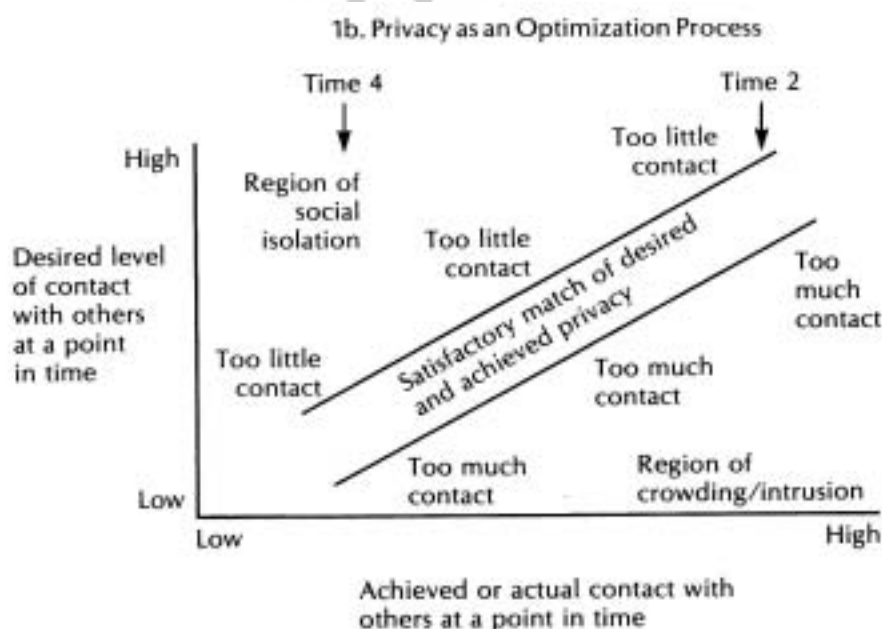 1b. Privacy as an Optimization Process
Time 4
Time 2
High
Too little
contact
Region of
social
isolation
Too little
contact
Desired level
of contact
with others
at a point
in time
Too
much
contact
Satisfactory match of desired
and achieved privacy
Too little
contact
Too much
contact
Too much
contact
Region of
crowding/intrusion
Low
Low
High
Achieved or actual contact with
others at a point in time